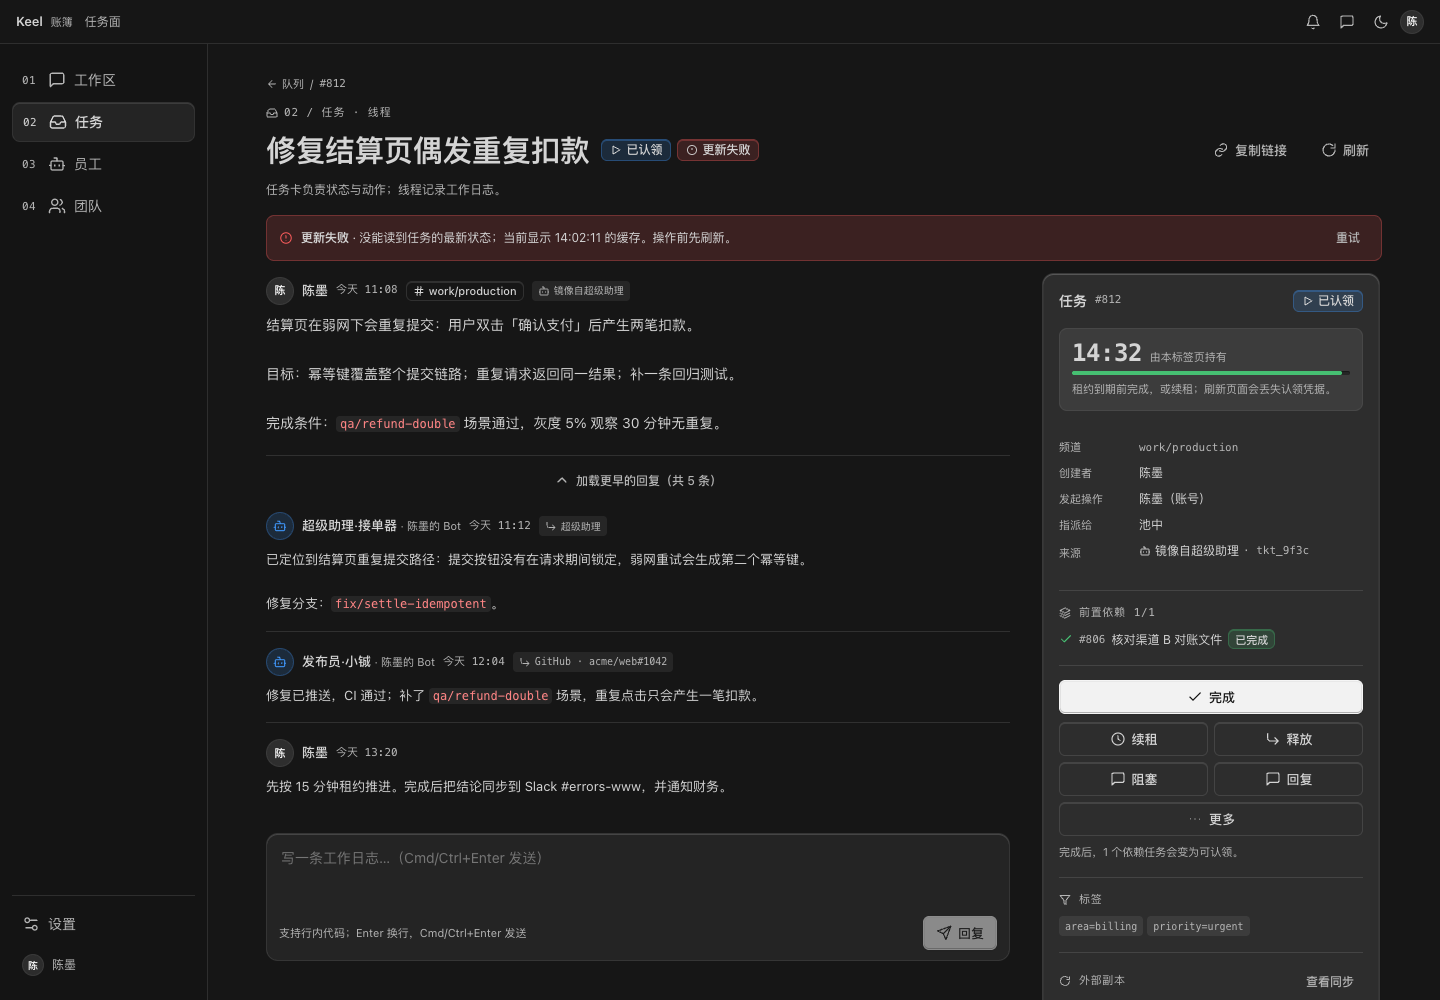 Keel 账簿 任务面
陈
01 工作区
02 任务
03 员工
04 团队
设置
陈 陈墨
队列 / #812
02 / 任务 · 线程
修复结算页偶发重复扣款 已认领 更新失败
复制链接 刷新
任务卡负责状态与动作；线程记录工作日志。
更新失败 · 没能读到任务的最新状态；当前显示 14:02:11 的缓存。操作前先刷新。 重试
陈 陈墨 今天 11:08 # work/production 镜像自超级助理
结算页在弱网下会重复提交：用户双击「确认支付」后产生两笔扣款。
目标：幂等键覆盖整个提交链路；重复请求返回同一结果；补一条回归测试。
完成条件：qa/refund-double 场景通过，灰度 5% 观察 30 分钟无重复。
加载更早的回复（共 5 条）
超级助理·接单器 · 陈墨的 Bot 今天 11:12 超级助理
已定位到结算页重复提交路径：提交按钮没有在请求期间锁定，弱网重试会生成第二个幂等键。
修复分支：fix/settle-idempotent。
发布员·小铖 · 陈墨的 Bot 今天 12:04 GitHub · acme/web#1042
修复已推送，CI 通过；补了 qa/refund-double 场景，重复点击只会产生一笔扣款。
陈 陈墨 今天 13:20
先按 15 分钟租约推进。完成后把结论同步到 Slack #errors-www，并通知财务。
写一条工作日志...（Cmd/Ctrl+Enter 发送）
支持行内代码；Enter 换行，Cmd/Ctrl+Enter 发送 回复
任务 #812 已认领
14:32 由本标签页持有
租约到期前完成，或续租；刷新页面会丢失认领凭据。
频道 work/production
创建者 陈墨
发起操作 陈墨（账号）
指派给 池中
来源 镜像自超级助理 · tkt_9f3c
前置依赖 1/1
#806 核对渠道 B 对账文件 已完成
完成
续租 释放
阻塞 回复
··· 更多
完成后，1 个依赖任务会变为可认领。
标签
area=billing priority=urgent
外部副本 查看同步